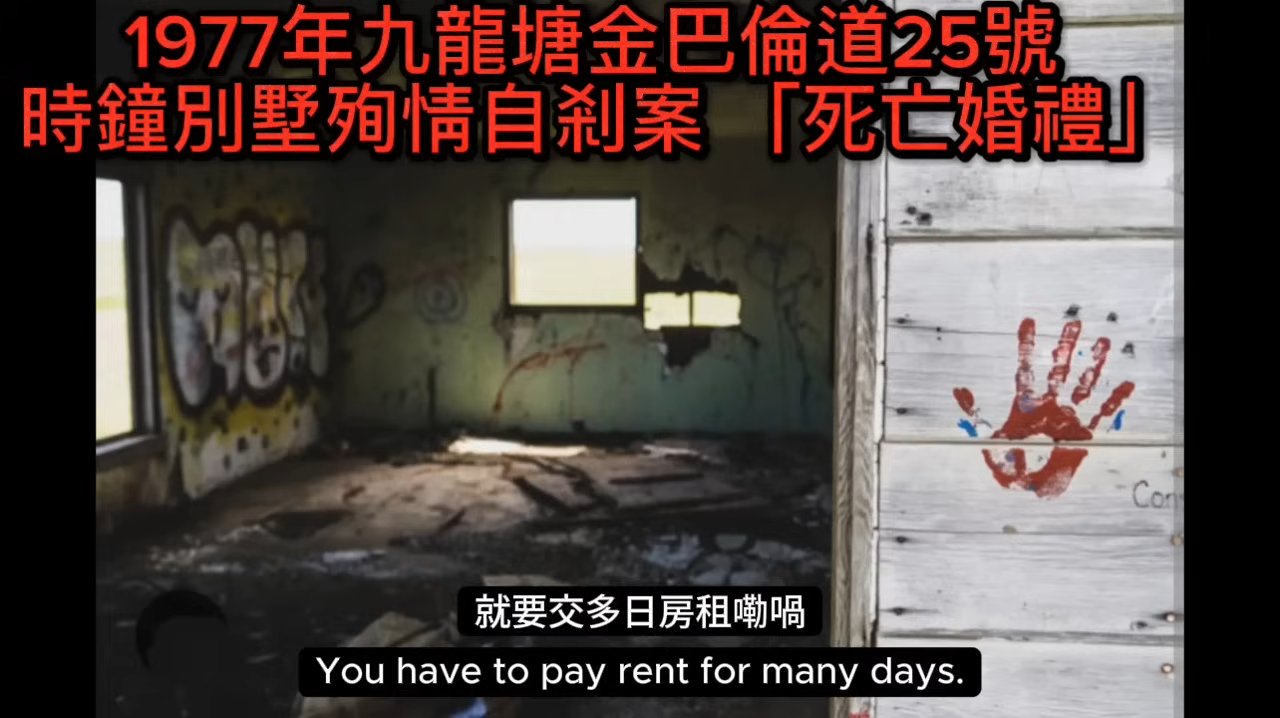 1977年九龍塘金巴倫道25號
時鐘別墅殉情自剎案 「死亡婚禮」
Con
就要交多日房租嘞喎
You have to pay rent for many days.